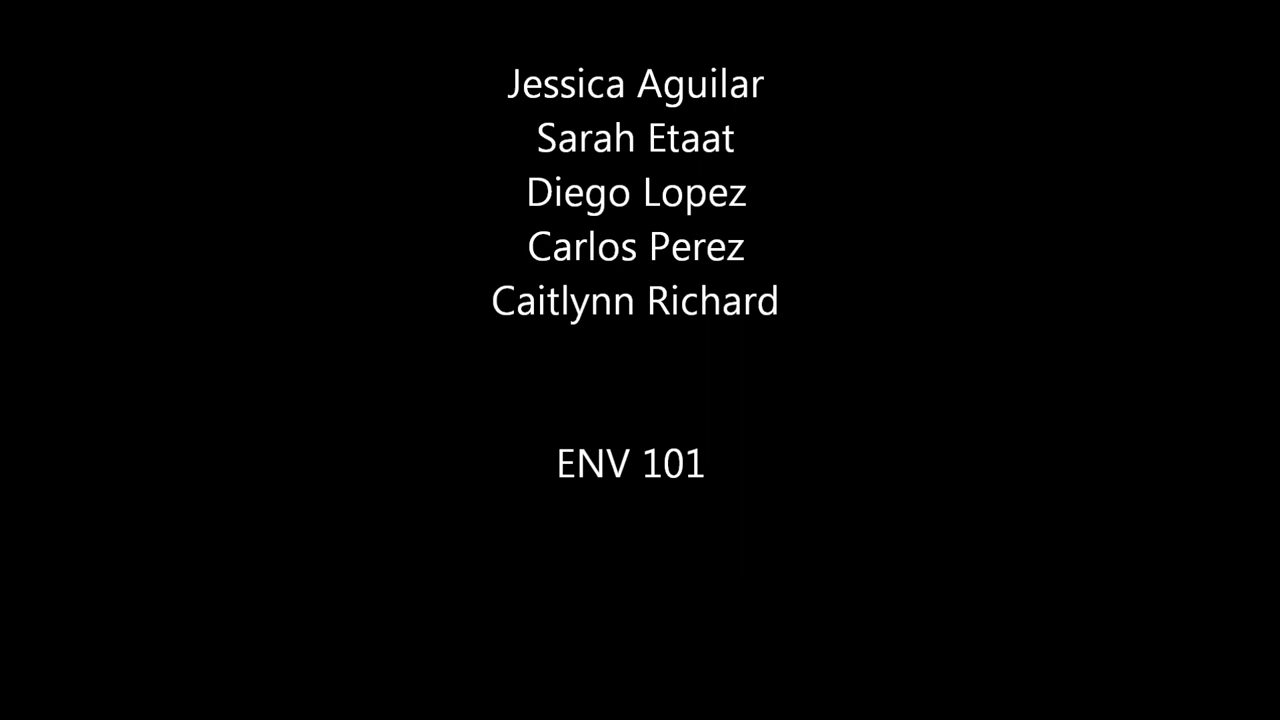 Jessica Aguilar
Sarah Etaat
Diego Lopez
Carlos Perez
Caitlynn Richard
ENV 101